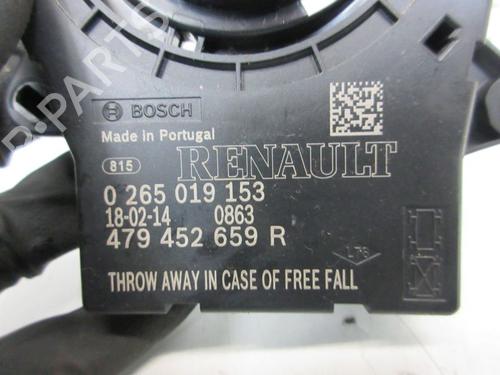 BOSCH
Made in Portugal
815
RENAULT
0 265 019 153
18-02-14 0863
479 452 659 R
THROW AWAY IN CASE OF FREE FALL